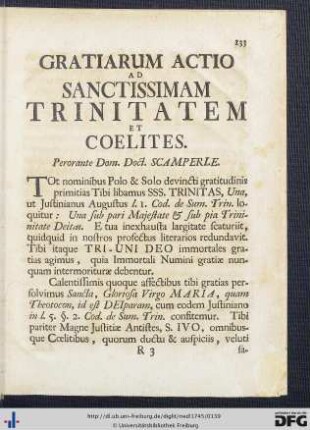 133
GRATIARUM ACTIO
AD
SANCTISSIMAM
TRINITATEM
ET
COELITES.
Perorante Dom. Doct. SCAMPERLE.
TOt nominibus Polo & Solo devincti gratitudinis
primitias Tibi libamus SSS. TRINITAS, Una,
ut Justinianus Augustus l. 1. Cod. de Sum. Trin. lo-
quitur: Una sub pari Majestate & sub pia Trini-
nitate Deitas. E tua inexhausta largitate scaturiit,
quidquid in nostros profectus literarios redundavit.
Tibi itaque TRI-UNI DEO immortales gra-
tias agimus, quia Immortali Numini gratiæ nun-
quam intermorituræ debentur.
Calentissimis quoque affectibus tibi gratias per-
solvimus Sancta, Gloriosa Virgo MARIA, quam
Theotocon, id est DEIparam, cum eodem Justiniano
in l. 5. §. 2. Cod. de Sum. Trin. confitemur. Tibi
pariter Magne Justitiæ Antistes, S. IVO, omnibus-
que Cœlitibus, quorum ductu & auspiciis, veluti
R 3 fa-
http://dl.ub.uni-freiburg.de/diglit/med1745/0139
© Universitätsbibliothek Freiburg
gefördert durch die
DFG